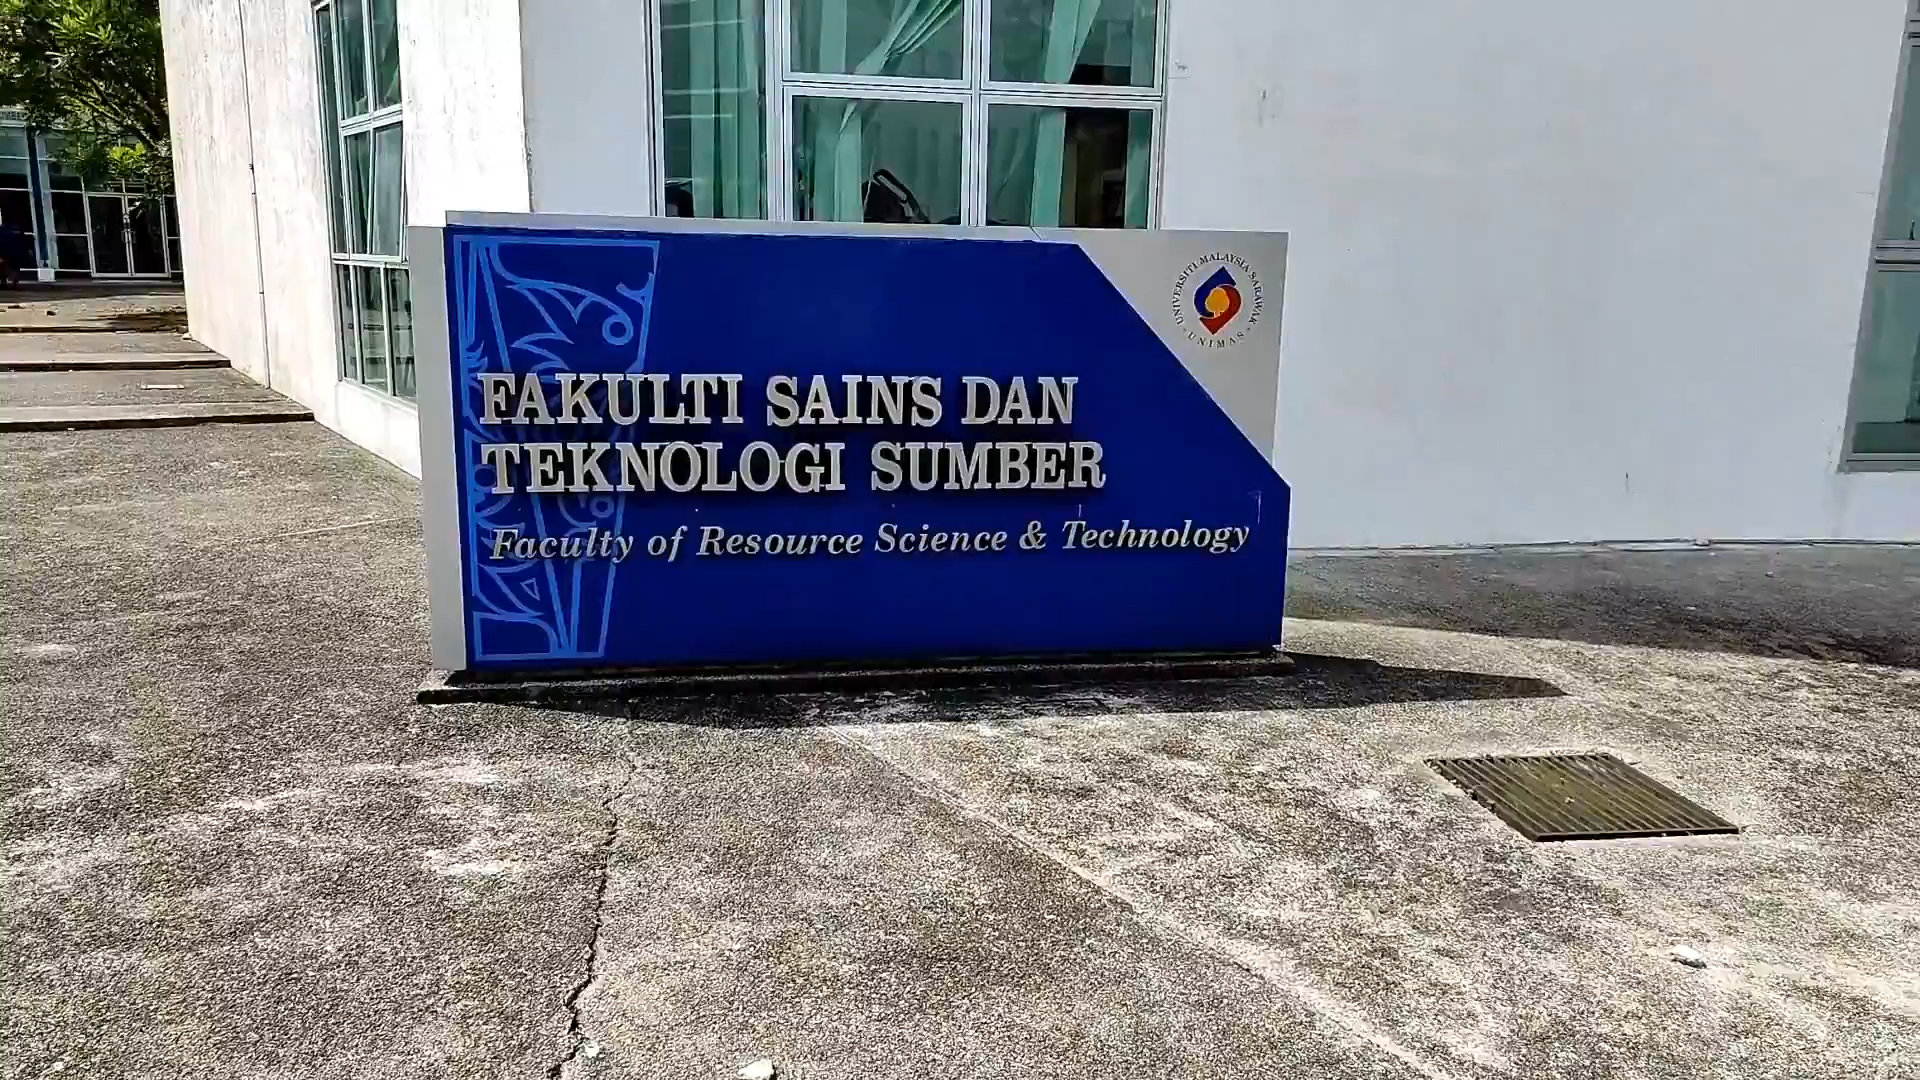 UNIVERSITI MALAYSIA SARAWAK
UNIMAS
FAKULTI SAINS DAN
TEKNOLOGI SUMBER
Faculty of Resource Science & Technology